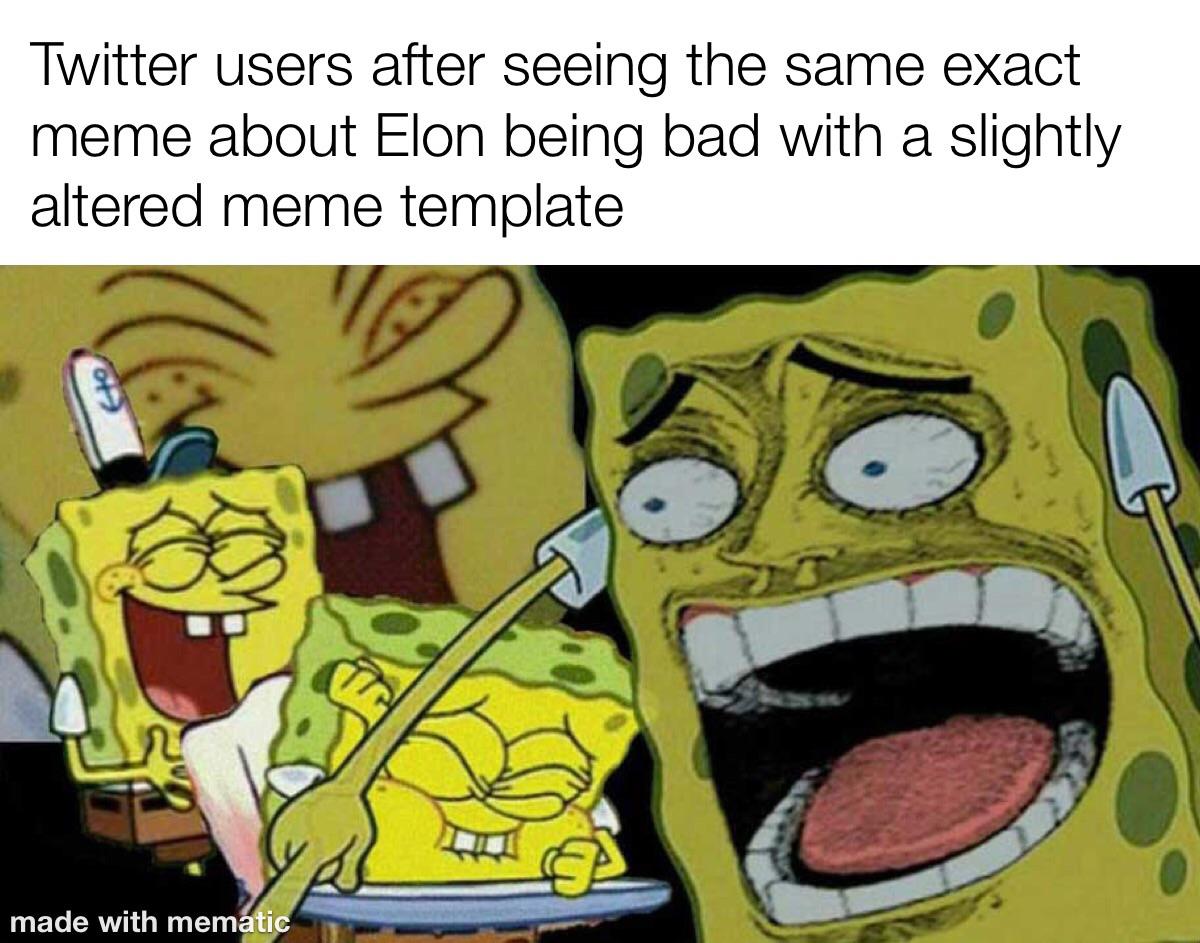 Twitter users after seeing the same exact
meme about Elon being bad with a slightly
altered meme template
made with mematic